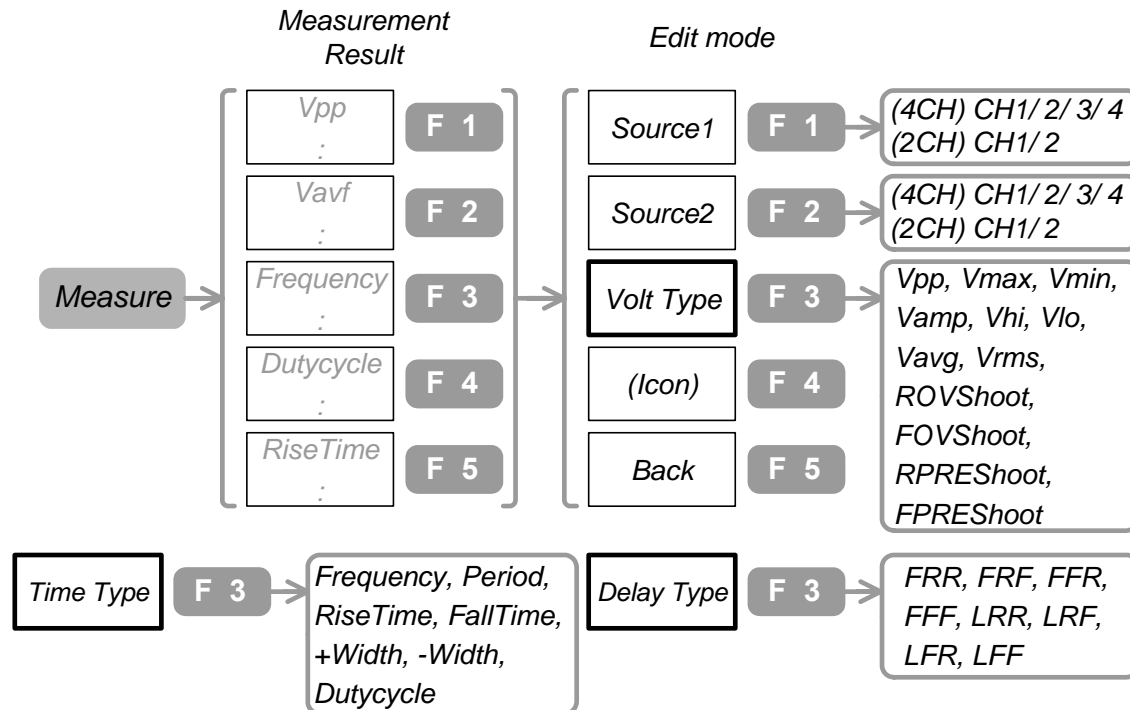 Measurement
Result
Edit mode
Vpp
:
F 1
Source1
F 1
(4CH) CH1/ 2/ 3/ 4
(2CH) CH1/ 2
Vavf
:
F 2
Source2
F 2
(4CH) CH1/ 2/ 3/ 4
(2CH) CH1/ 2
Measure
Frequency
:
F 3
Volt Type
F 3
Vpp, Vmax, Vmin,
Vamp, Vhi, Vlo,
Vavg, Vrms,
ROVShoot,
FOVShoot,
RPREShoot,
FPREShoot
Dutycycle
:
F 4
(Icon)
F 4
RiseTime
:
F 5
Back
F 5
Time Type
F 3
Frequency, Period,
RiseTime, FallTime,
+Width, -Width,
Dutycycle
Delay Type
F 3
FRR, FRF, FFR,
FFF, LRR, LRF,
LFR, LFF